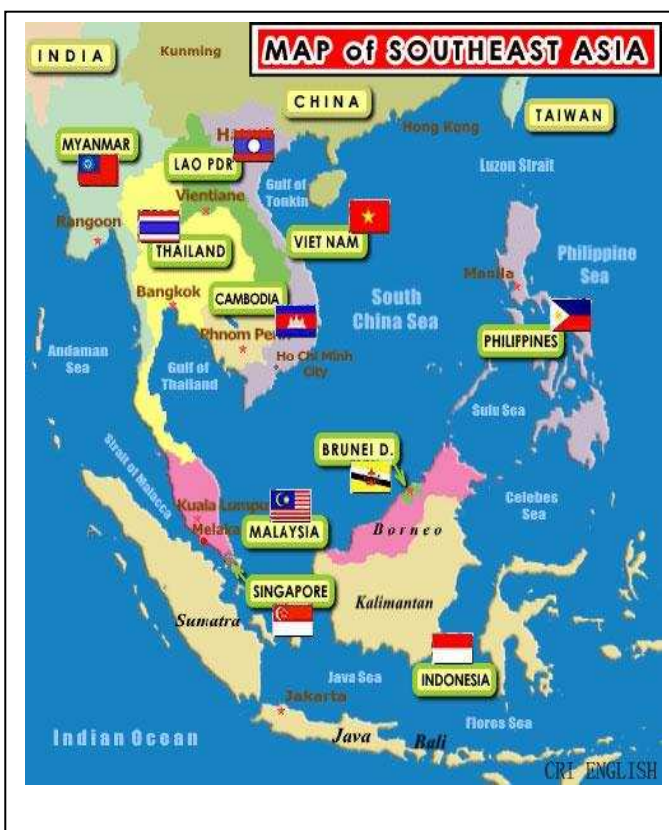 MAP of SOUTHEAST ASIA
INDIA
Kunming
CHINA
TAIWAN
Hong Kong
MYANMAR
LAO PDR
Luzon Strait
Gulf of
Tonkin
Vientiane
Rangoon
THAILAND
VIET NAM
Philippine
Sea
Manila
Bangkok
CAMBODIA
South
China Sea
PHILIPPINES
Phnom
Ho Chi Minh
City
Andaman
Sea
Gulf of
Thailand
Sulu Sea
Strait of Malacca
BRUNEI D.
Celebes
Sea
Kuala Lumpu
Melaka
MALAYSIA
Borneo
SINGAPORE
Kalimantan
Sumatra
INDONESIA
Java Sea
Jakarta
Flores Sea
Indian Ocean
Java
Bali
CRI ENGLISH